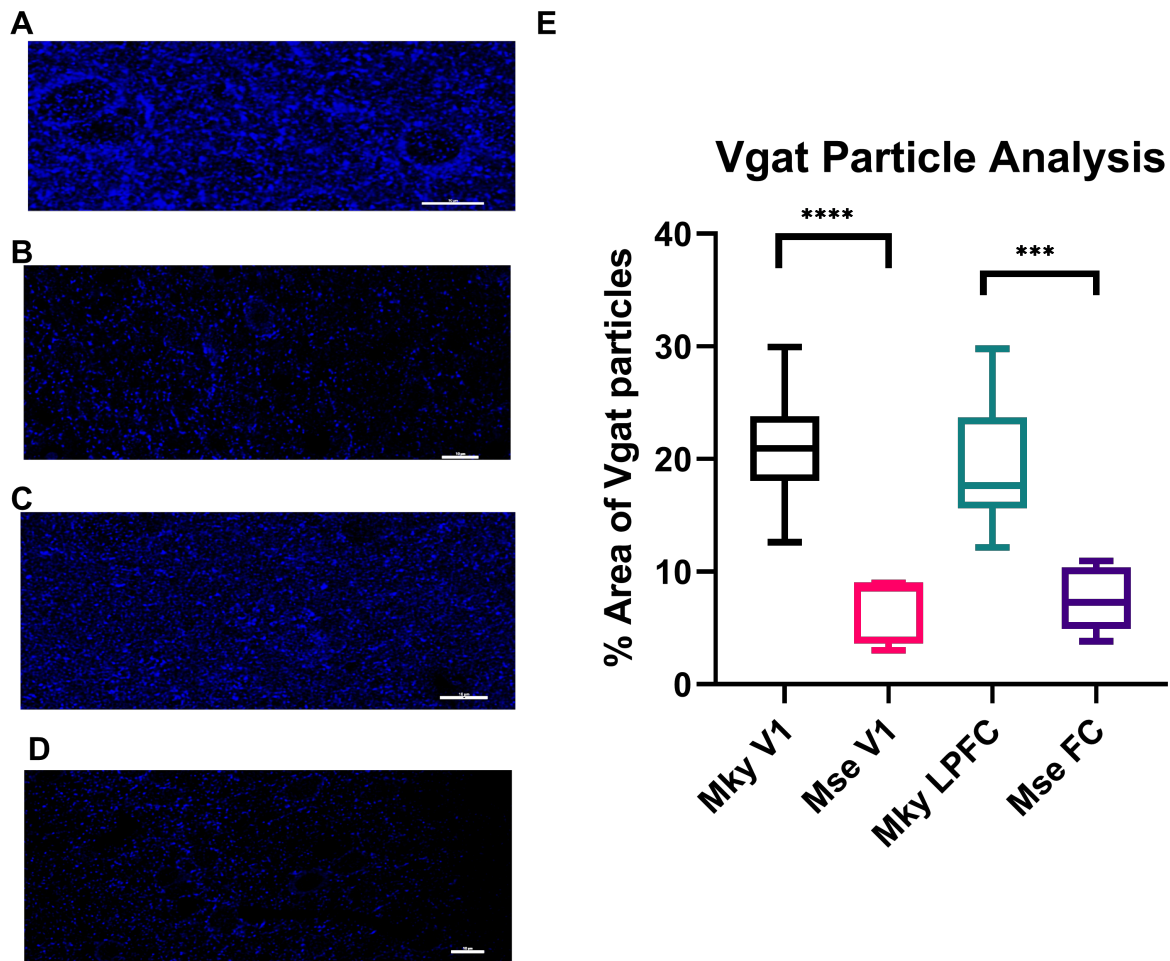 A
E
B
C
D
Vgat Particle Analysis
****
***
% Area of Vgat particles
40
30
20
10
0
Mky V1
Mse V1
Mky LPFC
Mse FC